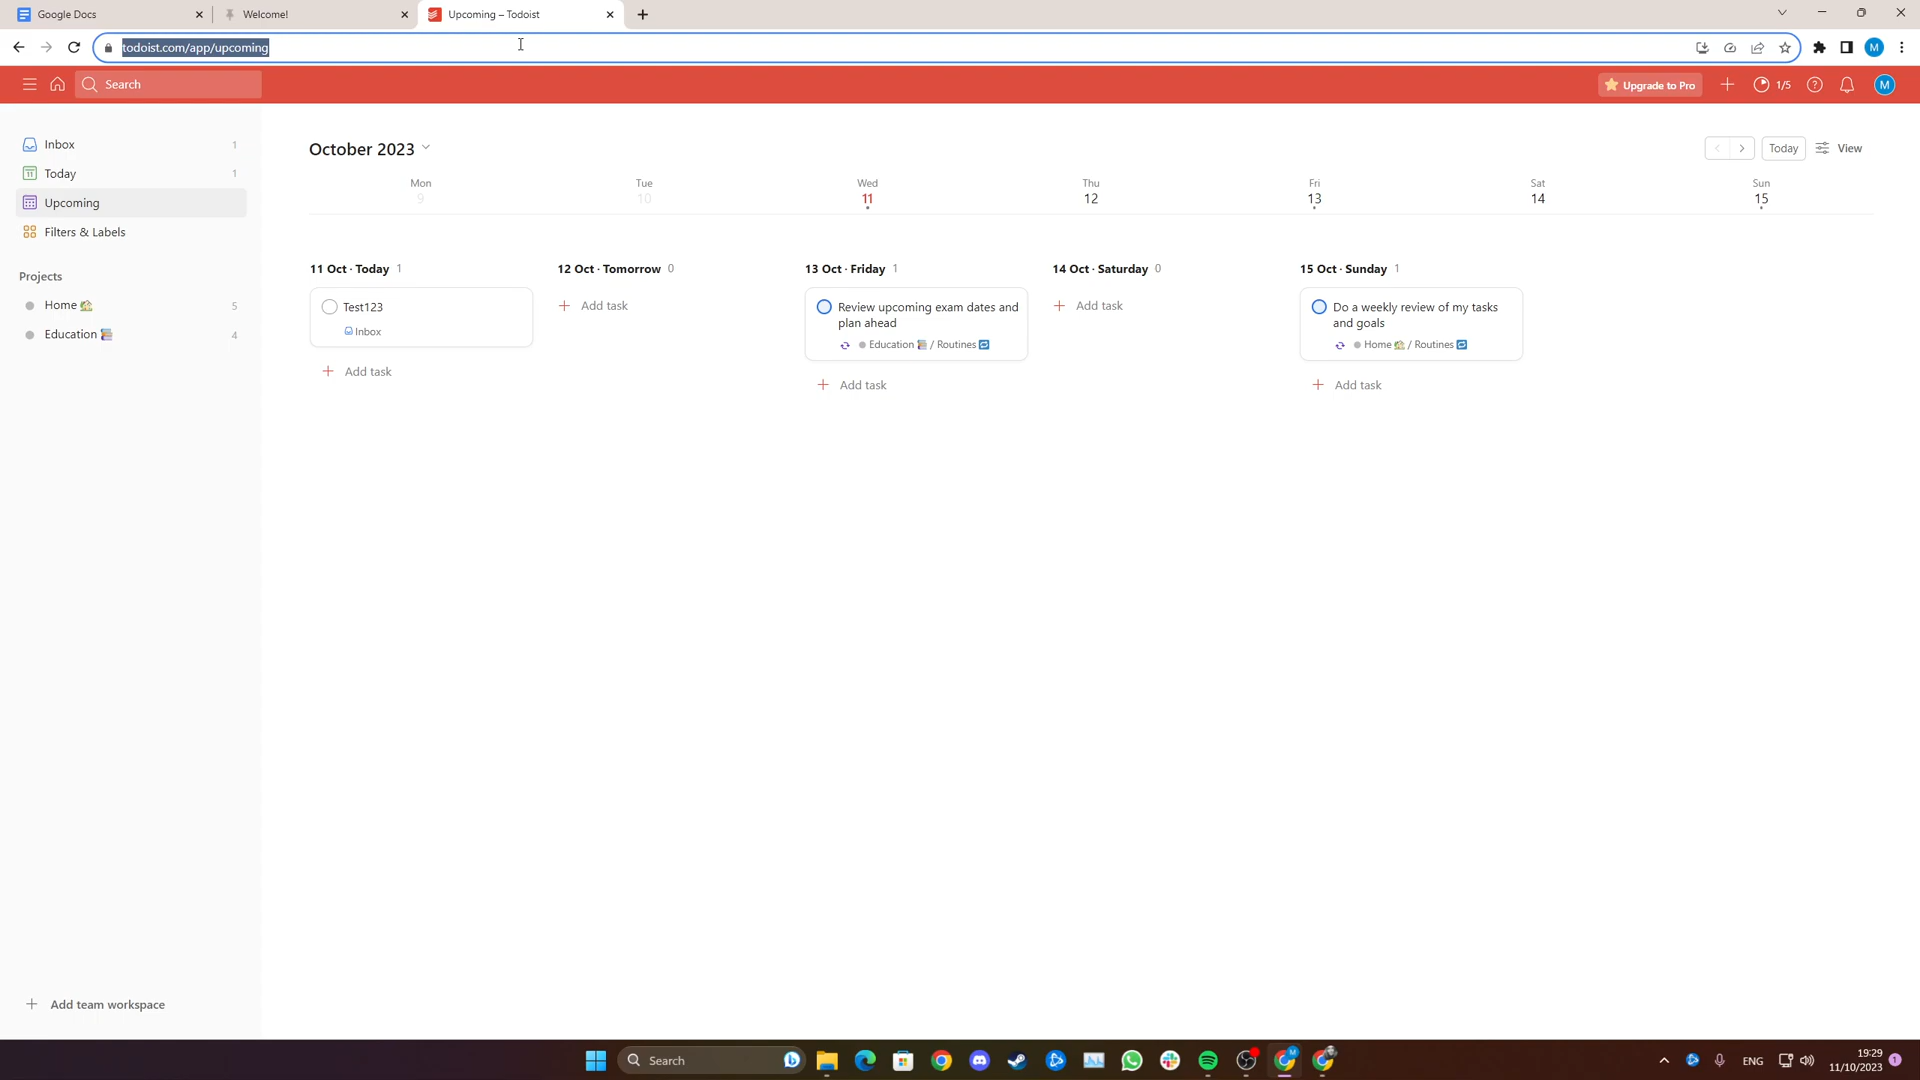 Google Docs
Welcome!
Upcoming – Todoist
todoist.com/app/upcoming
M
Search
Upgrade to Pro
1/5
M
Inbox 1
Today 1
Upcoming
Filters & Labels
Projects
Home 🏡 5
Education 📚 4
Add team workspace
October 2023
Today
View
Mon Tue Wed Thu Fri Sat Sun
9 10 11 12 13 14 15
11 Oct · Today 1
Test123
Inbox
Add task
12 Oct · Tomorrow 0
Add task
13 Oct · Friday 1
Review upcoming exam dates and
plan ahead
Education 📚 / Routines 🔁
Add task
14 Oct · Saturday 0
Add task
15 Oct · Sunday 1
Do a weekly review of my tasks
and goals
Home 🏡 / Routines 🔁
Add task
Search
ENG
19:29
11/10/2023
1